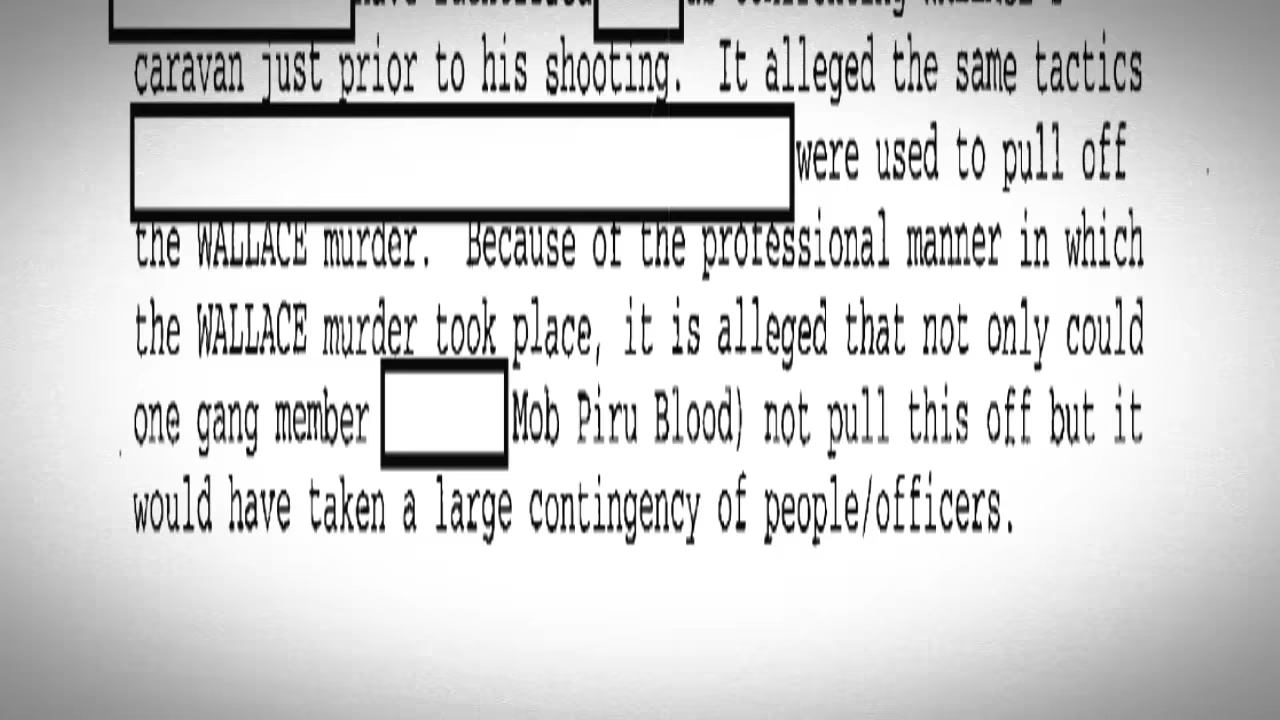 caravan just prior to his shooting. It alleged the same tactics
were used to pull off
the WALLACE murder. Because of the professional manner in which
the WALLACE murder took place, it is alleged that not only could
one gang member Mob Piru Blood) not pull this off but it
would have taken a large contingency of people/officers.